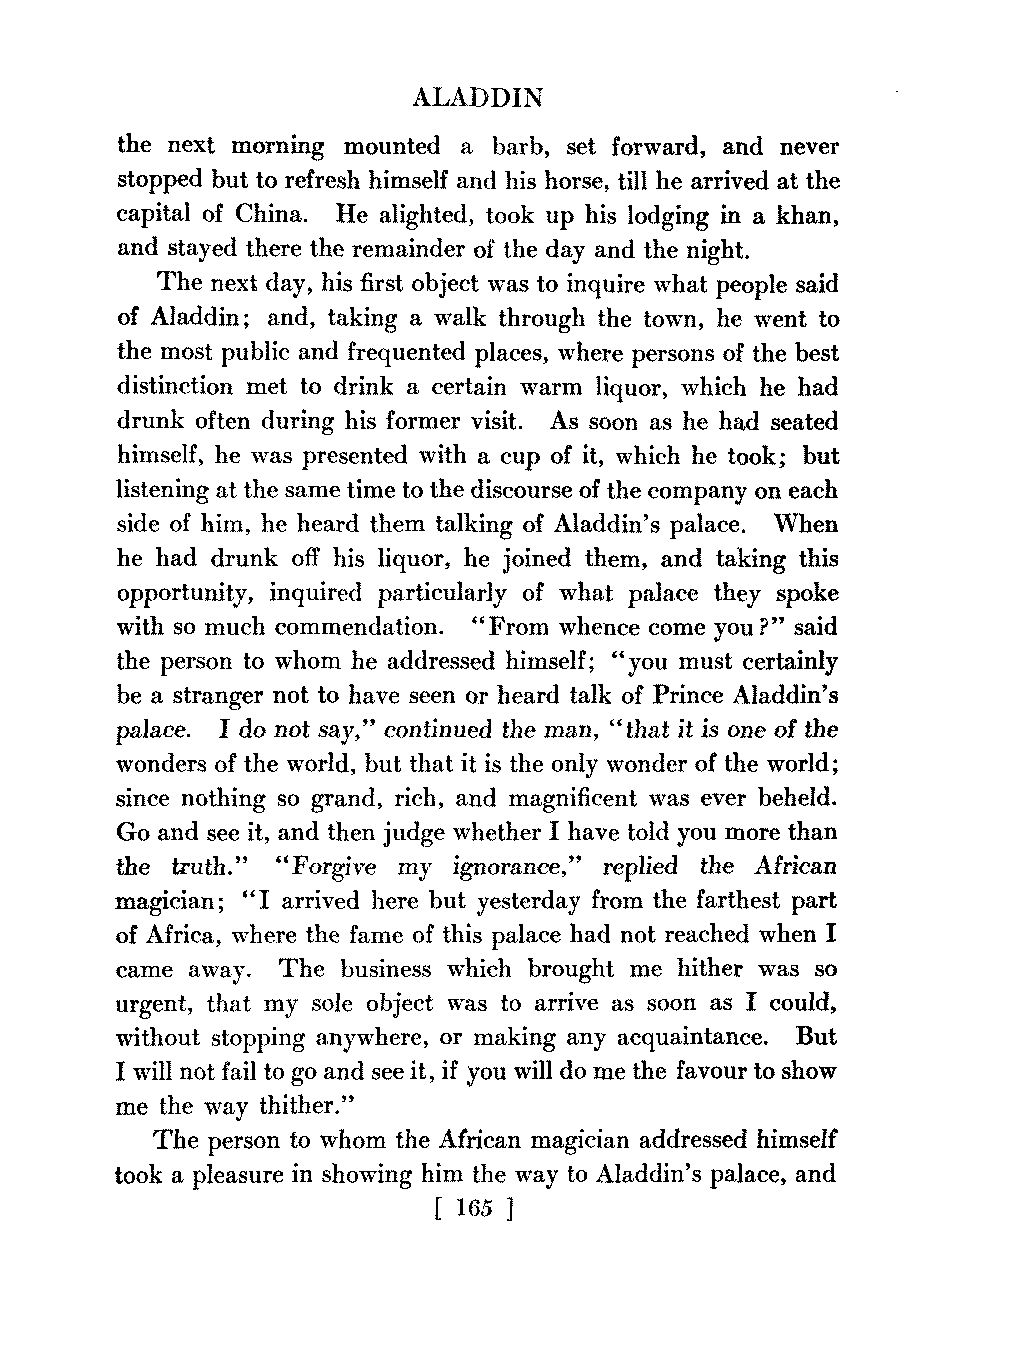 ALADDIN
the next morning mounted a barb, set forward, and never
stopped but to refresh himself and his horse, till he arrived at the
capital of China. He alighted, took up his lodging in a khan,
and stayed there the remainder of the day and the night.
The next day, his first object was to inquire what people said
of Aladdin; and, taking a walk through the town, he went to
the most public and frequented places, where persons of the best
distinction met to drink a certain warm liquor, which he had
drunk often during his former visit. As soon as he had seated
himself, he was presented with a cup of it, which he took; but
listening at the same time to the discourse of the company on each
side of him, he heard them talking of Aladdin's palace. When
he had drunk off his liquor, he joined them, and taking this
opportunity, inquired particularly of what palace they spoke
with so much commendation. "From whence come you?" said
the person to whom he addressed himself; "you must certainly
be a stranger not to have seen or heard talk of Prince Aladdin's
palace. I do not say," continued the man, "that it is one of the
wonders of the world, but that it is the only wonder of the world;
since nothing so grand, rich, and magnificent was ever beheld.
Go and see it, and then judge whether I have told you more than
the truth." "Forgive my ignorance," replied the African
magician; "I arrived here but yesterday from the farthest part
of Africa, where the fame of this palace had not reached when I
came away. The business which brought me hither was so
urgent, that my sole object was to arrive as soon as I could,
without stopping anywhere, or making any acquaintance. But
I will not fail to go and see it, if you will do me the favour to show
me the way thither."
The person to whom the African magician addressed himself
took a pleasure in showing him the way to Aladdin's palace, and
[ 165 ]